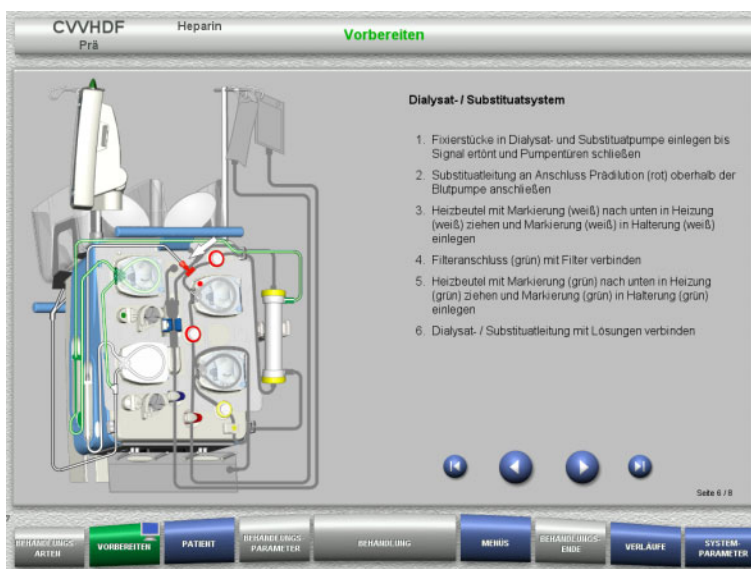 CVVHDF
Heparin
Vorbereiten
Prä
Dialysat- / Substituatsystem
1. Fixierstücke in Dialysat- und Substituatpumpe einlegen bis
Signal ertönt und Pumpentüren schließen
2. Substituatleitung an Anschluss Prädilution (rot) oberhalb der
Blutpumpe anschließen
3. Heizbeutel mit Markierung (weiß) nach unten in Heizung
(weiß) ziehen und Markierung (weiß) in Halterung (weiß)
einlegen
4. Filteranschluss (grün) mit Filter verbinden
5. Heizbeutel mit Markierung (grün) nach unten in Heizung
(grün) ziehen und Markierung (grün) in Halterung (grün)
einlegen
6. Dialysat- / Substituatleitung mit Lösungen verbinden
Seite 6 / 8
BEHANDLUNGS-
ARTEN
VORBEREITEN
PATIENT
BEHANDLUNGS-
PARAMETER
BEHANDLUNG
MENÜS
BEHANDLUNGS-
ENDE
VERLÄUFE
SYSTEM-
PARAMETER